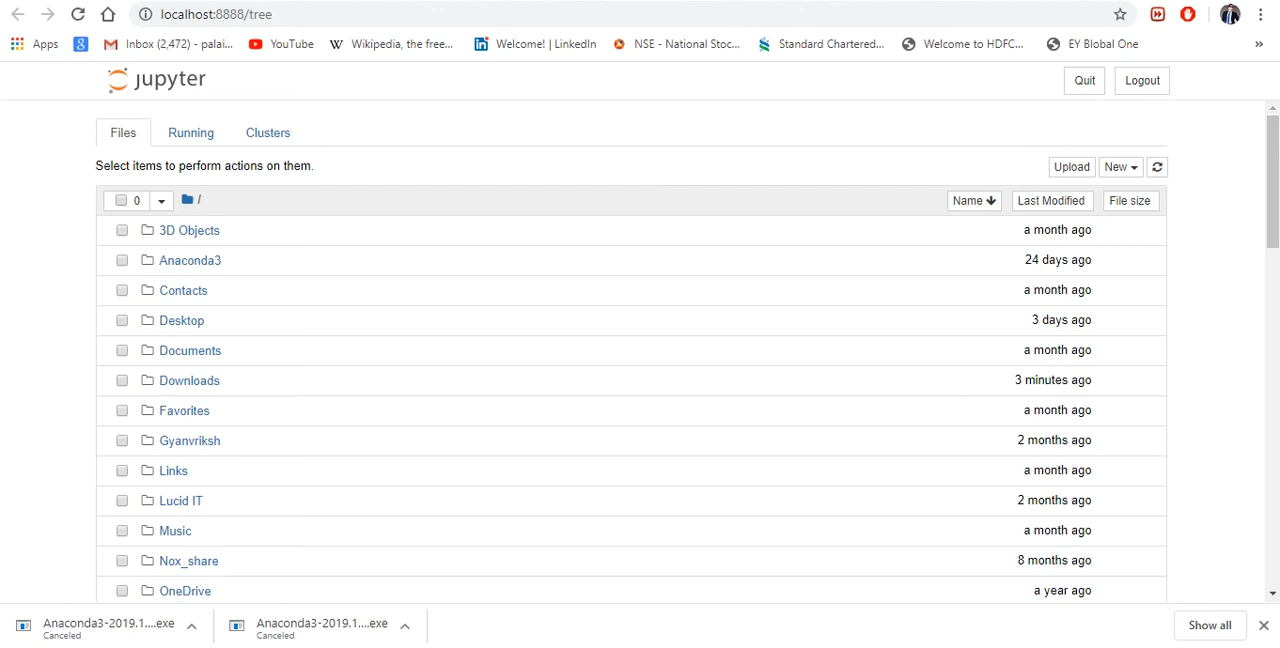 localhost:8888/tree
Apps Inbox (2,472) - palai... YouTube Wikipedia, the free... Welcome! | LinkedIn NSE - National Stoc... Standard Chartered... Welcome to HDFC... EY Blobal One »
jupyter Quit Logout
Files Running Clusters
Select items to perform actions on them. Upload New
0 / Name Last Modified File size
3D Objects a month ago
Anaconda3 24 days ago
Contacts a month ago
Desktop 3 days ago
Documents a month ago
Downloads 3 minutes ago
Favorites a month ago
Gyanvriksh 2 months ago
Links a month ago
Lucid IT 2 months ago
Music a month ago
Nox_share 8 months ago
OneDrive a year ago
Anaconda3-2019.1....exe Anaconda3-2019.1....exe Show all
Canceled Canceled